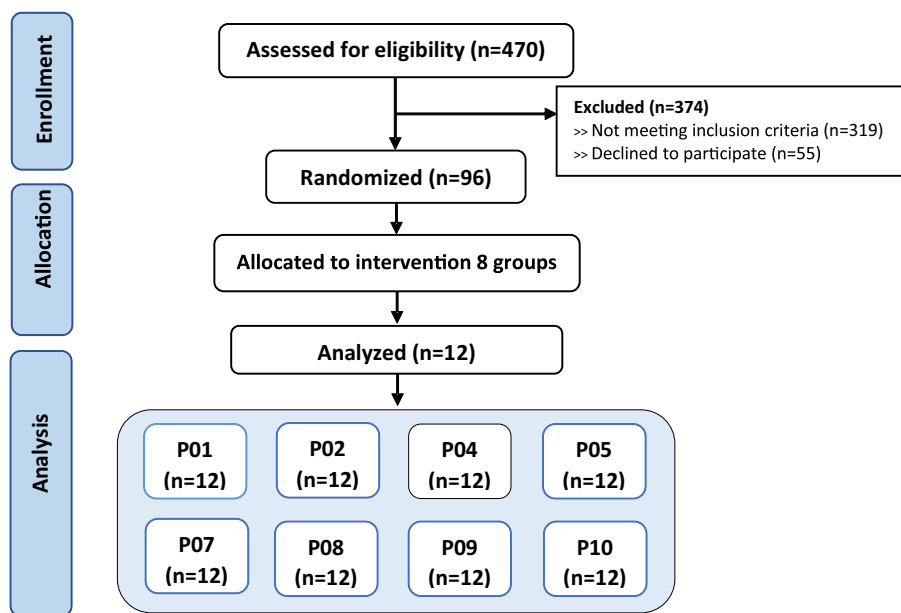 Enrollment
Assessed for eligibility (n=470)
Excluded (n=374)
>> Not meeting inclusion criteria (n=319)
>> Declined to participate (n=55)
Randomized (n=96)
Allocation
Allocated to intervention 8 groups
Analysis
Analyzed (n=12)
P01
(n=12)
P02
(n=12)
P04
(n=12)
P05
(n=12)
P07
(n=12)
P08
(n=12)
P09
(n=12)
P10
(n=12)